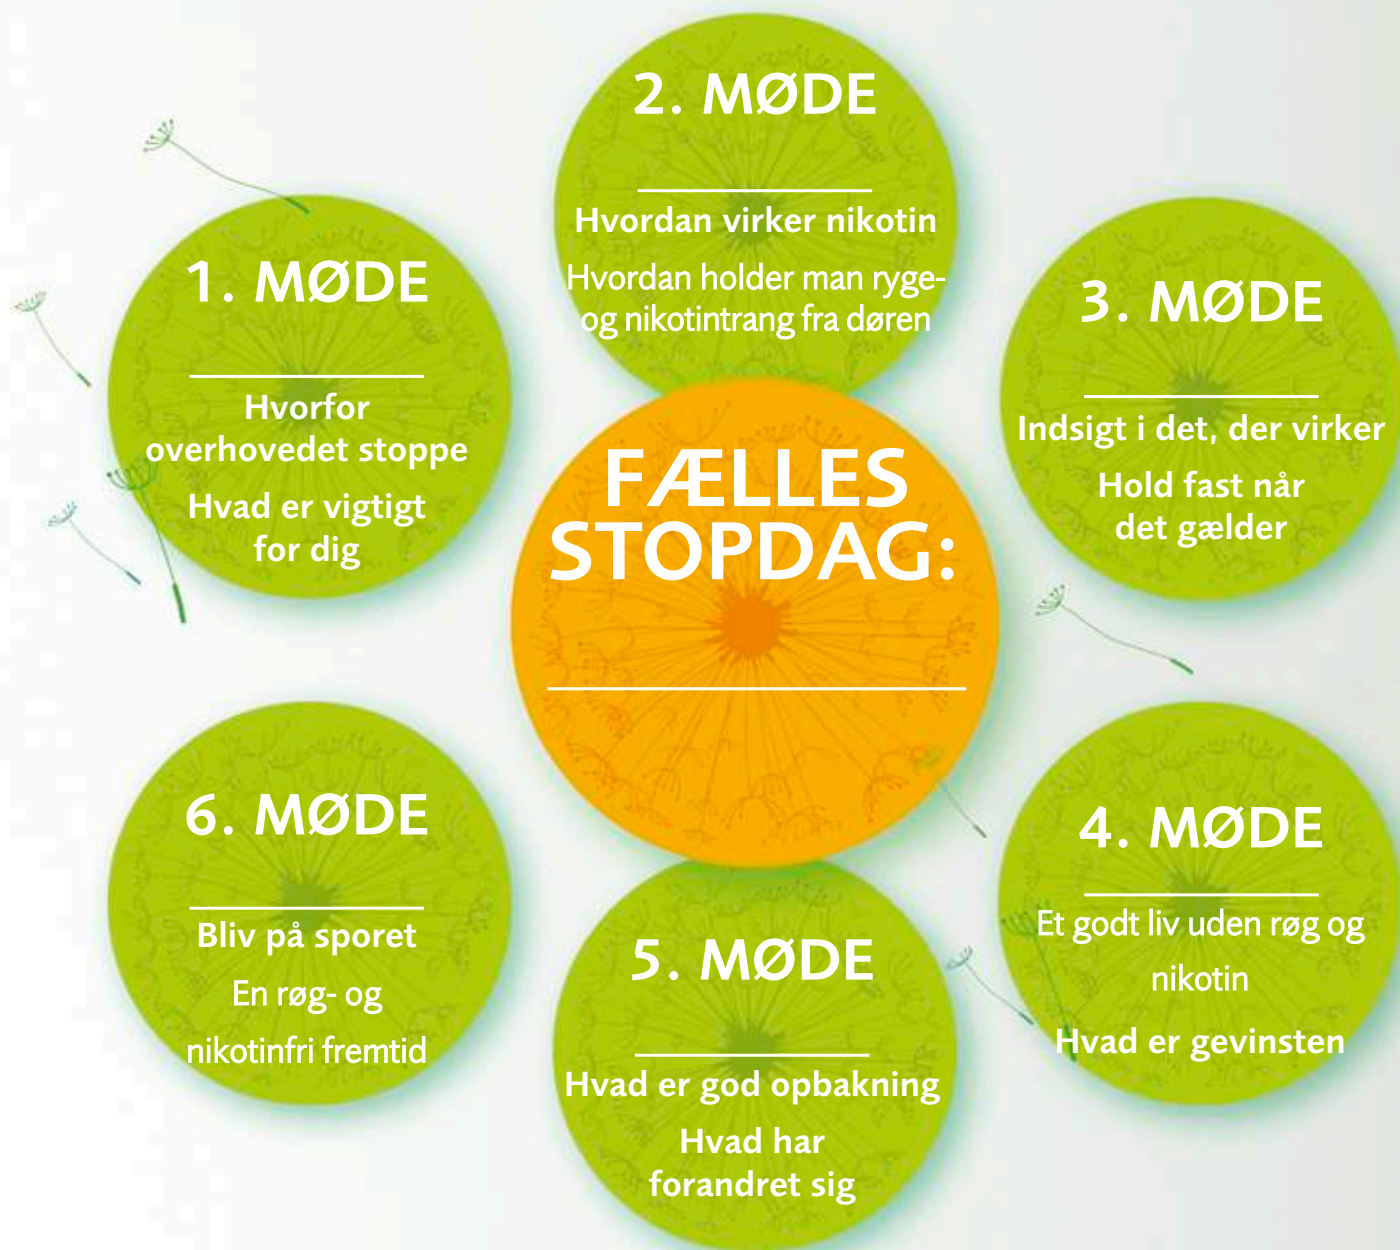 1. MØDE
Hvorfor
overhovedet stoppe
Hvad er vigtigt
for dig
2. MØDE
Hvordan virker nikotin
Hvordan holder man ryge-
og nikotintrang fra døren
3. MØDE
Indsigt i det, der virker
Hold fast når
det gælder
FÆLLES
STOPDAG:
4. MØDE
Et godt liv uden røg og
nikotin
Hvad er gevinsten
5. MØDE
Hvad er god opbakning
Hvad har
forandret sig
6. MØDE
Bliv på sporet
En røg- og
nikotinfri fremtid